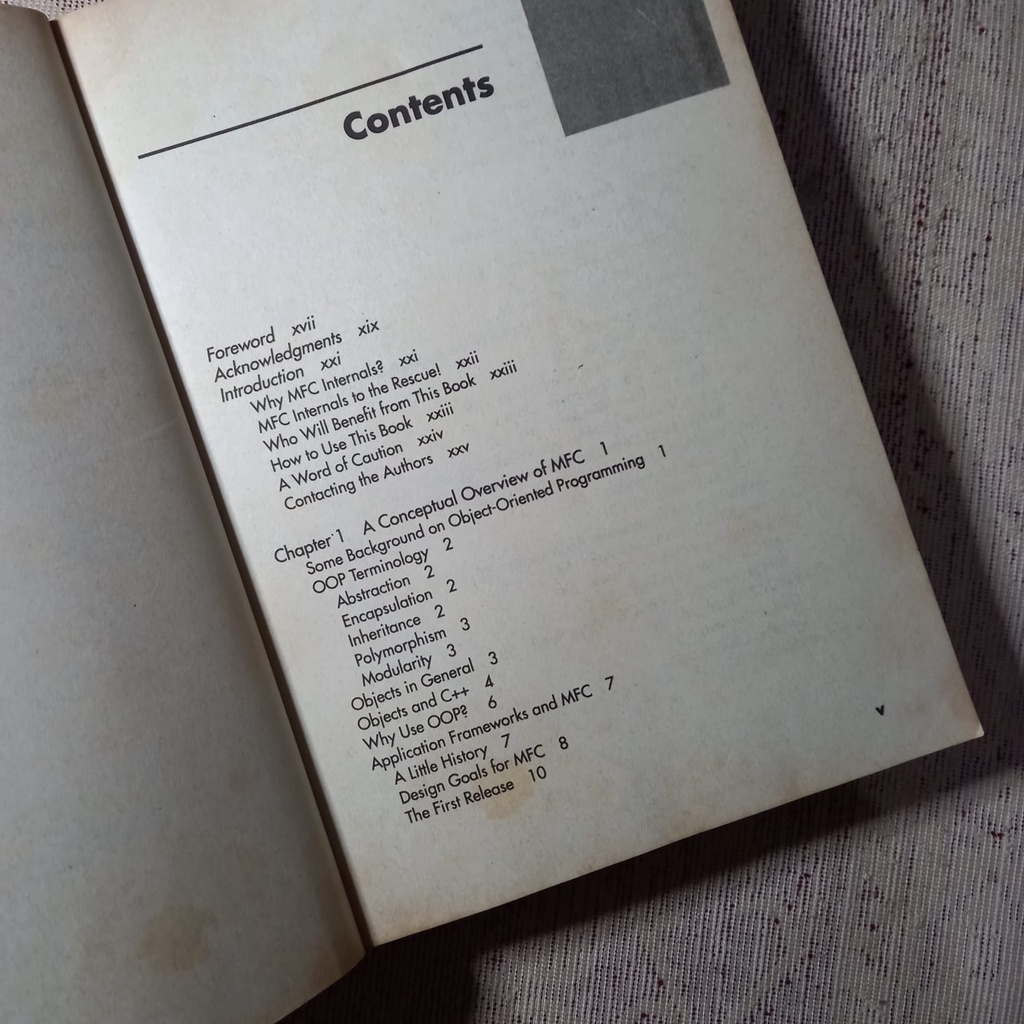 Contents
Foreword xvii
Acknowledgments xix
Introduction xxi
Why MFC Internals? xxi
MFC Internals to the Rescue! xxii
Who Will Benefit from This Book xxiii
How to Use This Book xxiii
A Word of Caution xxiv
Contacting the Authors xxv
Chapter 1 A Conceptual Overview of MFC 1
Some Background on Object-Oriented Programming 1
OOP Terminology 2
Abstraction 2
Encapsulation 2
Inheritance 2
Polymorphism 3
Modularity 3
Objects in General 3
Objects and C++ 4
Why Use OOP? 6
Application Frameworks and MFC 7
A Little History 7
Design Goals for MFC 8
The First Release 10
v